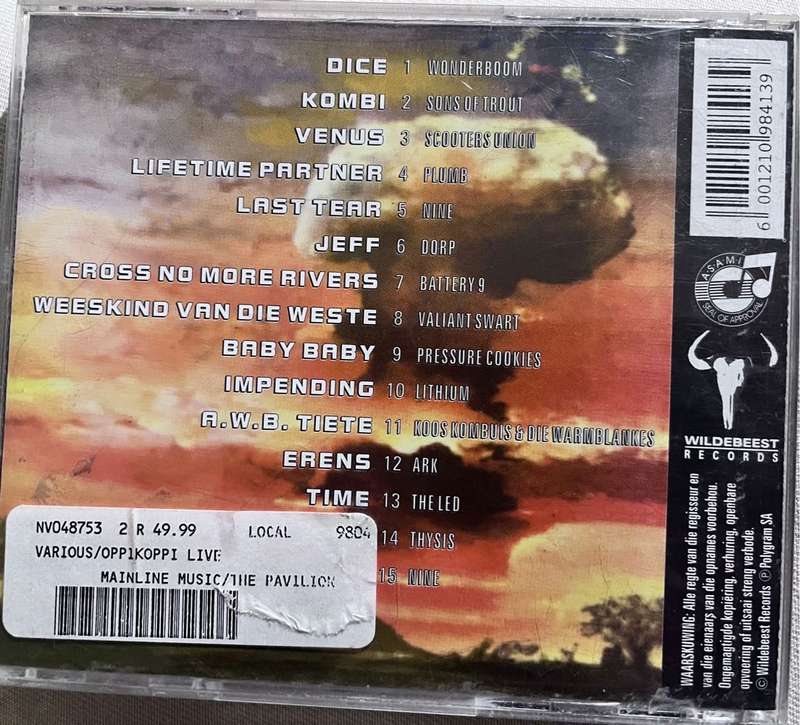 DICE 1 WONDERBOOM
KOMBI 2 SONS OF TROUT
VENUS 3 SCOOTERS UNION
LIFETIME PARTNER 4 PLUMB
LAST TEAR 5 NINE
JEFF 6 DORP
CROSS NO MORE RIVERS 7 BATTERY 9
WEESKIND VAN DIE WESTE 8 VALIANT SWART
BABY BABY 9 PRESSURE COOKIES
IMPENDING 10 LITHIUM
A.W.B. TIETE 11 KOOS KOMBUIS & DIE WARMBLANKES
ERENS 12 ARK
TIME 13 THE LED
14 THYSIS
15 NINE
NV048753 2 R 49.99 LOCAL 9804
VARIOUS/OPP1KOPPI LIVE
MAINLINE MUSIC/THE PAVILION
6 001210 984139
A·S·A·M·I
SEAL OF APPROVAL
WILDEBEEST
RECORDS
WAARSKUWING: Alle regte van die regisseur en
van die eienaars van die opnames voorbehou.
Ongemagtigde kopiëring, verhuring, openbare
opvoering of uitsaai streng verbode.
© Wildebeest Records ℗ Polygram SA